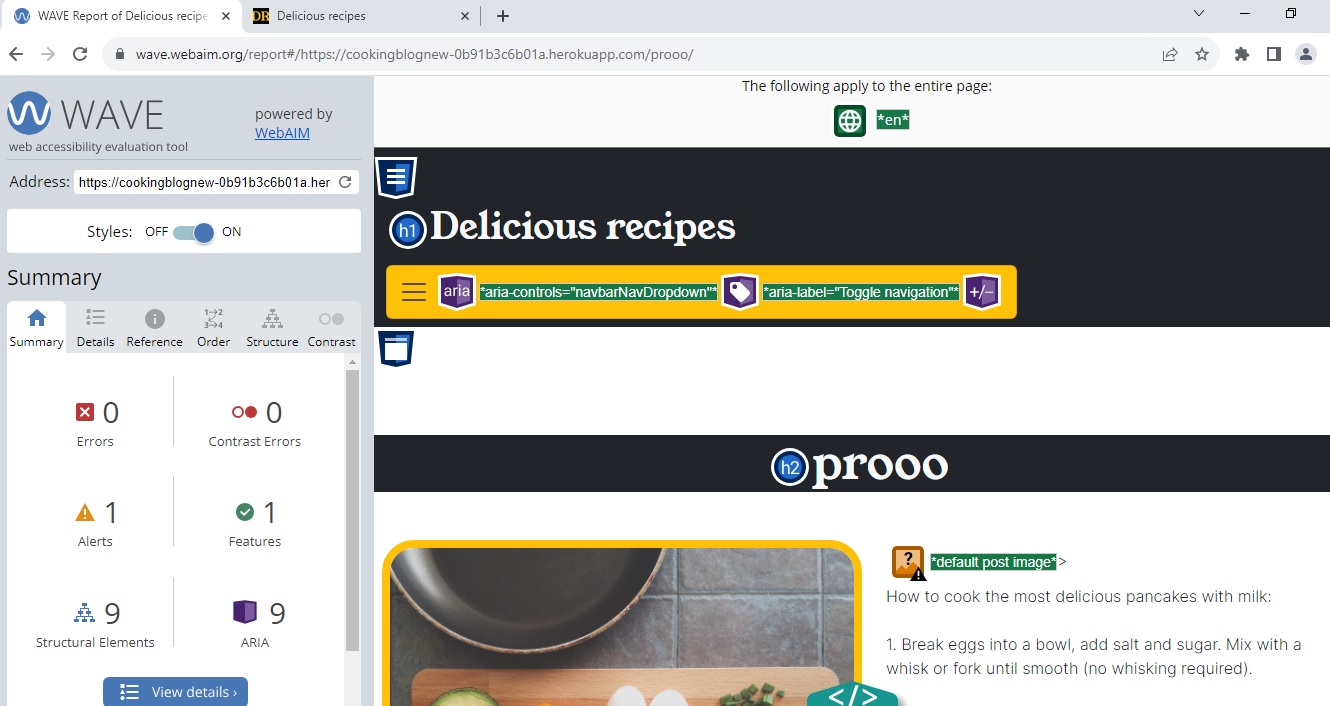 WAVE Report of Delicious recipe
DR Delicious recipes
wave.webaim.org/report#/https://cookingblognew-0b91b3c6b01a.herokuapp.com/prooo/
WAVE
powered by
WebAIM
web accessibility evaluation tool
Address: https://cookingblognew-0b91b3c6b01a.her
Styles: OFF ON
Summary
Summary Details Reference Order Structure Contrast
0 0
Errors Contrast Errors
1 1
Alerts Features
9 9
Structural Elements ARIA
View details ›
The following apply to the entire page:
*en*
h1 Delicious recipes
aria *aria-controls="navbarNavDropdown"* *aria-label="Toggle navigation"* +/−
h2 prooo
*default post image* >
How to cook the most delicious pancakes with milk:
1. Break eggs into a bowl, add salt and sugar. Mix with a
whisk or fork until smooth (no whisking required).
</>